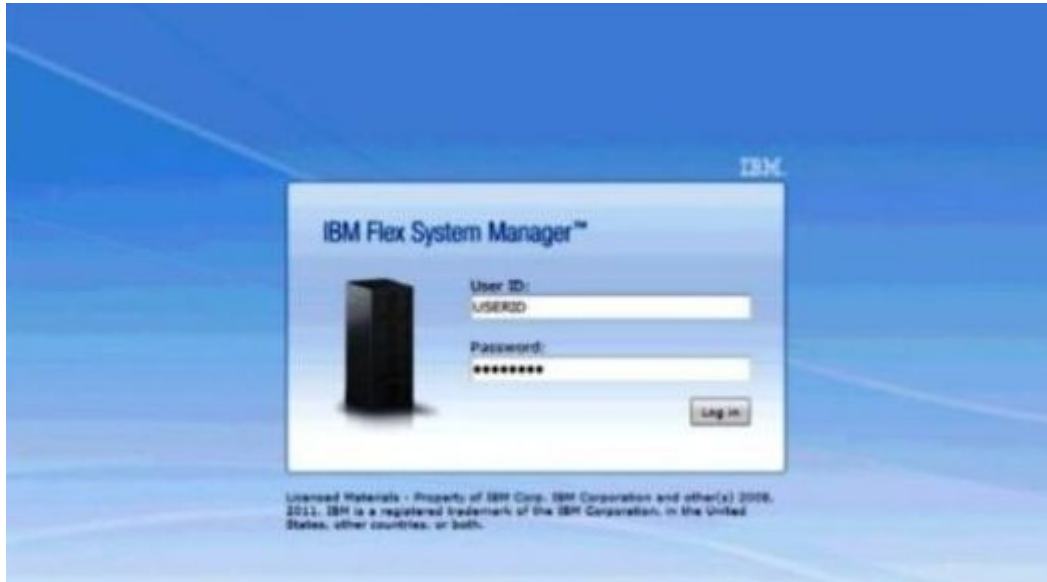 IBM.
IBM Flex System Manager™
User ID:
USERID
Password:
••••••••
Log in
Licensed Materials - Property of IBM Corp. IBM Corporation and other(s) 2009,
2011. IBM is a registered trademark of the IBM Corporation, in the United
States, other countries, or both.